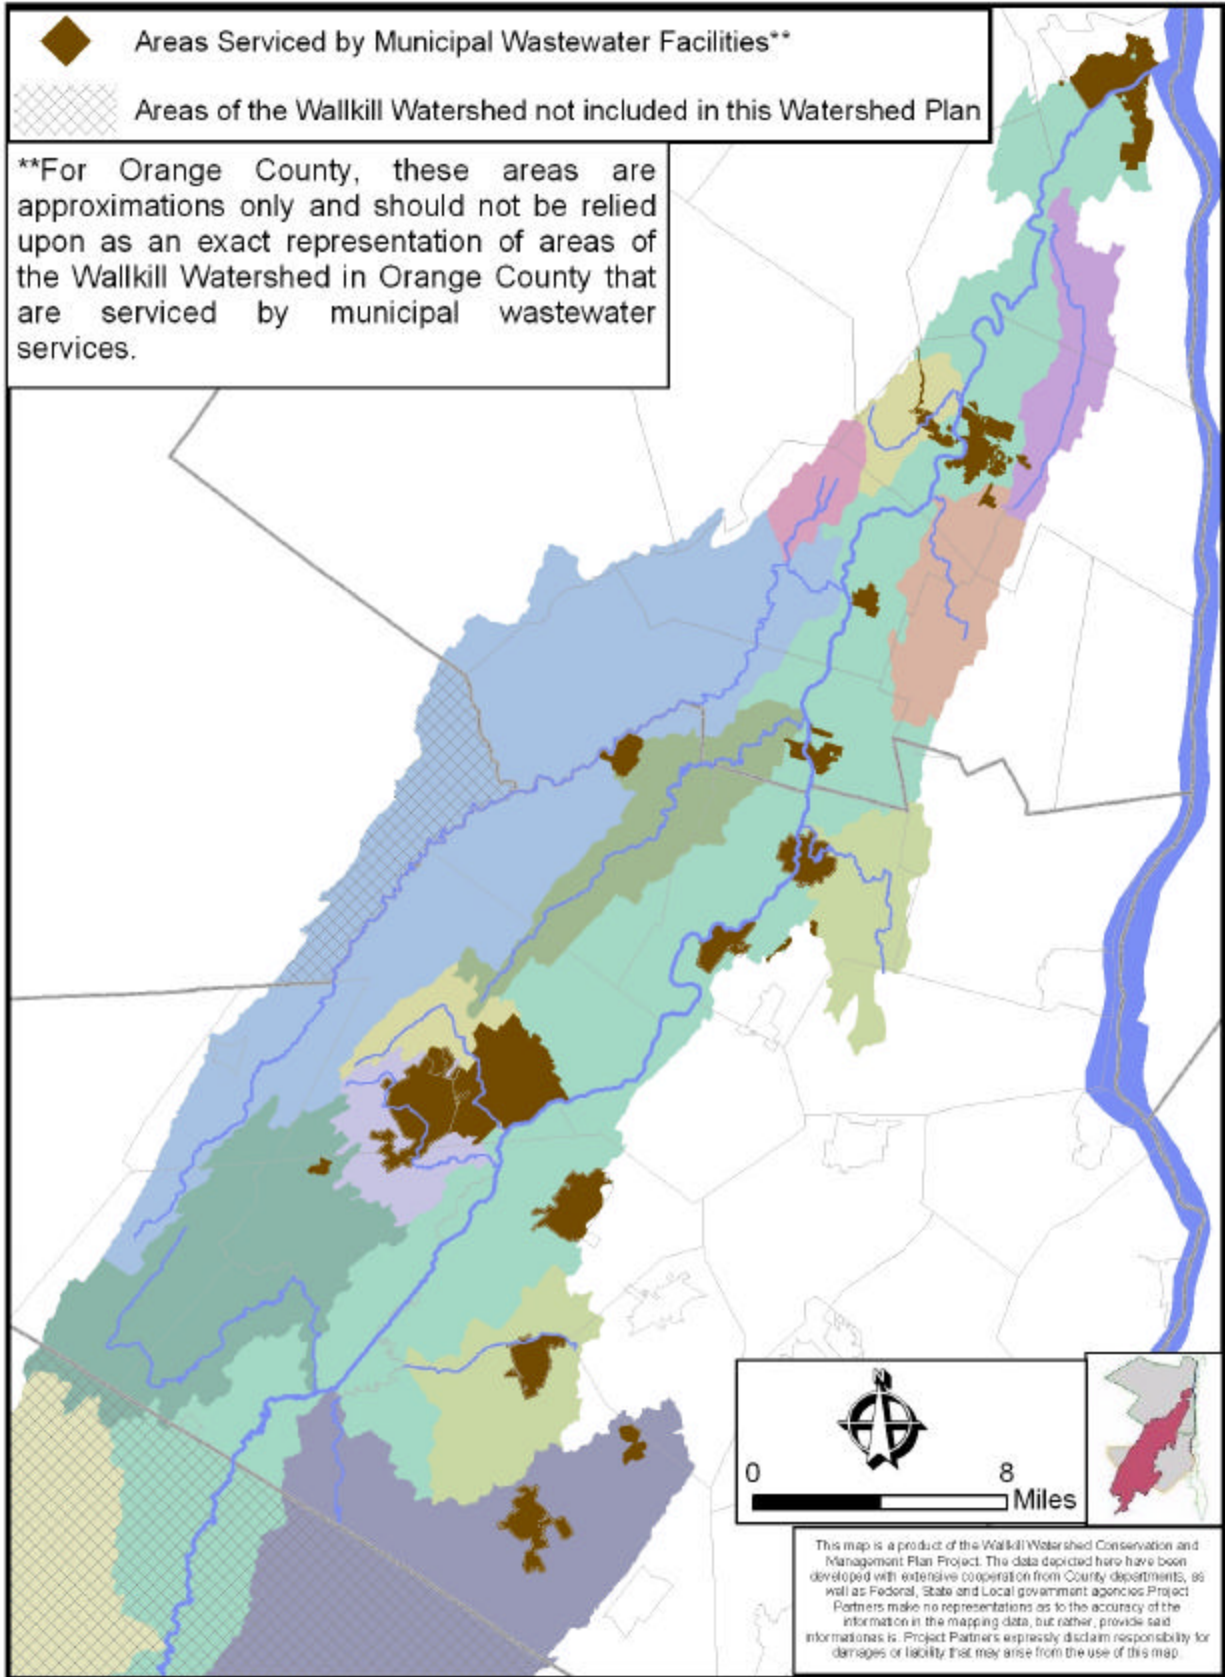 Areas Serviced by Municipal Wastewater Facilities**
Areas of the Wallkill Watershed not included in this Watershed Plan
**For Orange County, these areas are
approximations only and should not be relied
upon as an exact representation of areas of
the Wallkill Watershed in Orange County that
are serviced by municipal wastewater
services.
N
0 8
Miles
This map is a product of the Wallkill Watershed Conservation and
Management Plan Project. The data depicted here have been
developed with extensive cooperation from County departments, as
well as Federal, State and Local government agencies.Project
Partners make no representations as to the accuracy of the
information in the mapping data, but rather, provide said
informationas is. Project Partners expressly disclaim responsibility for
damages or liability that may arise from the use of this map.